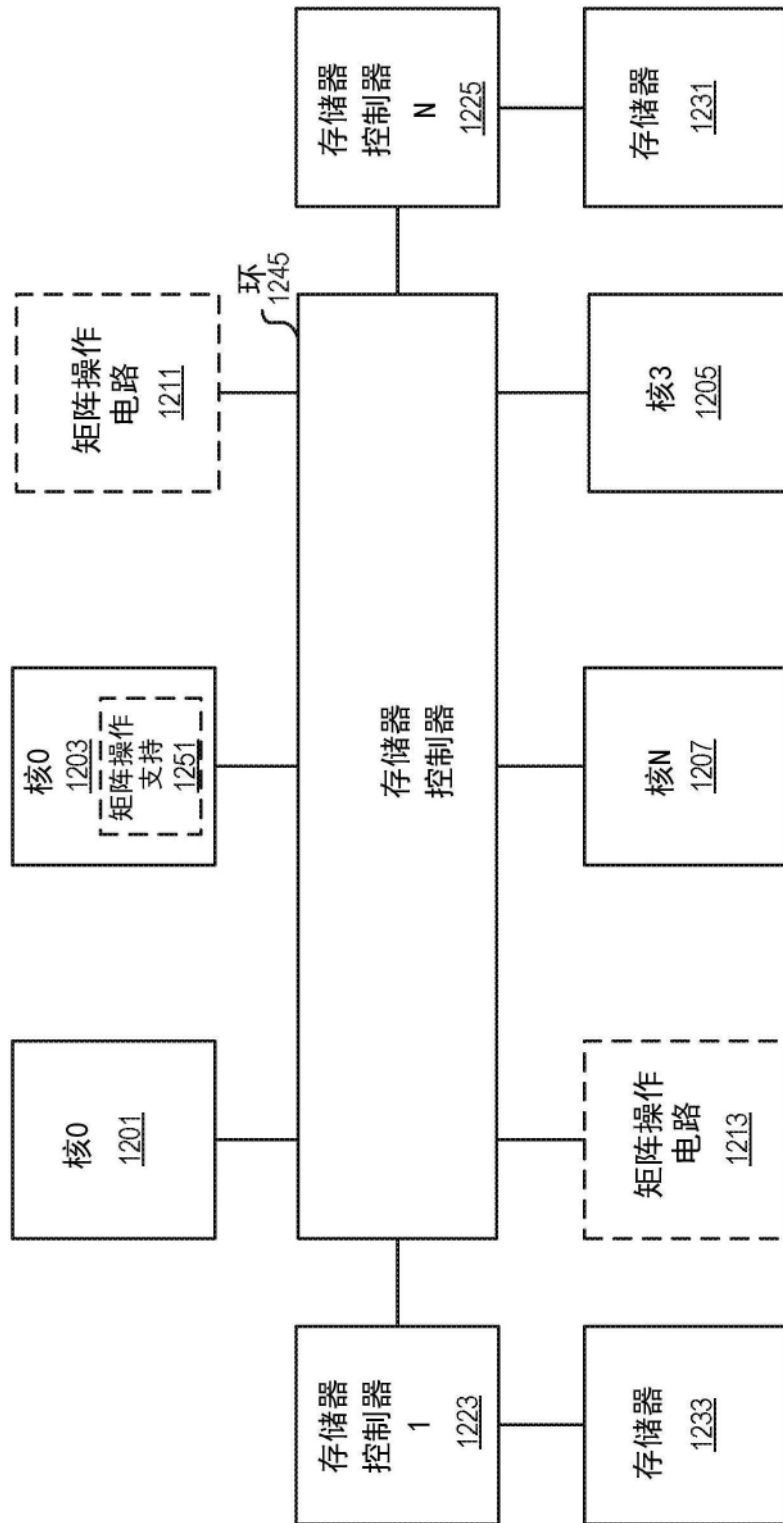 核0
1201
核0
1203
矩阵操作
支持
1251
矩阵操作
电路
1211
环
1245
存储器
控制器
1
1223
存储器
控制器
存储器
控制器
N
1225
存储器
1233
矩阵操作
电路
1213
核N
1207
核3
1205
存储器
1231